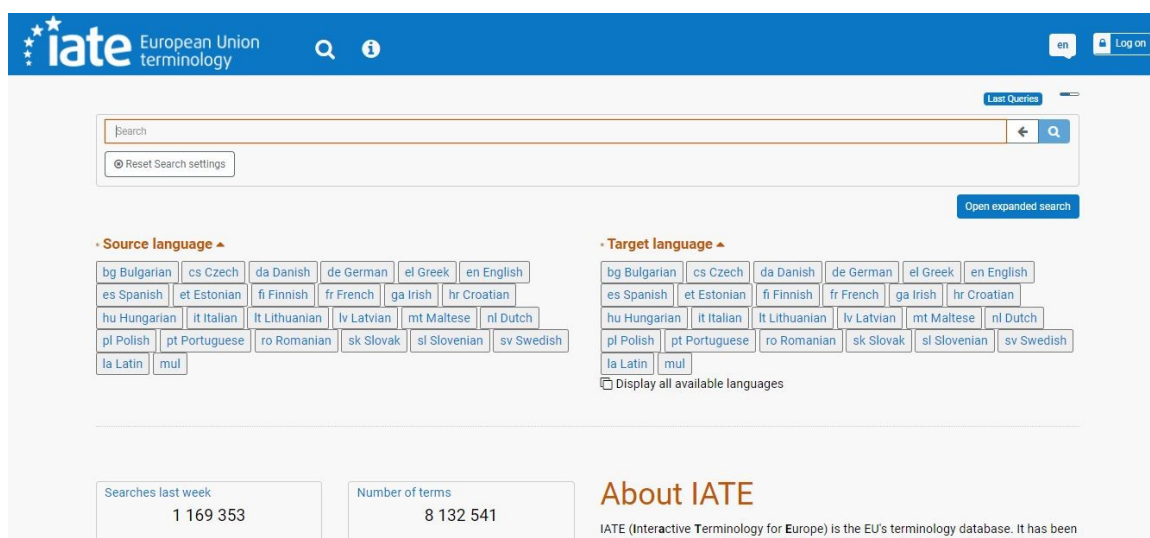 iate European Union
terminology
en
Log on
Last Queries
Search
Reset Search settings
Open expanded search
Source language
bg Bulgarian cs Czech da Danish de German el Greek en English
es Spanish et Estonian fi Finnish fr French ga Irish hr Croatian
hu Hungarian it Italian lt Lithuanian lv Latvian mt Maltese nl Dutch
pl Polish pt Portuguese ro Romanian sk Slovak sl Slovenian sv Swedish
la Latin mul
Target language
bg Bulgarian cs Czech da Danish de German el Greek en English
es Spanish et Estonian fi Finnish fr French ga Irish hr Croatian
hu Hungarian it Italian lt Lithuanian lv Latvian mt Maltese nl Dutch
pl Polish pt Portuguese ro Romanian sk Slovak sl Slovenian sv Swedish
la Latin mul
Display all available languages
Searches last week
1 169 353
Number of terms
8 132 541
About IATE
IATE (Interactive Terminology for Europe) is the EU's terminology database. It has been